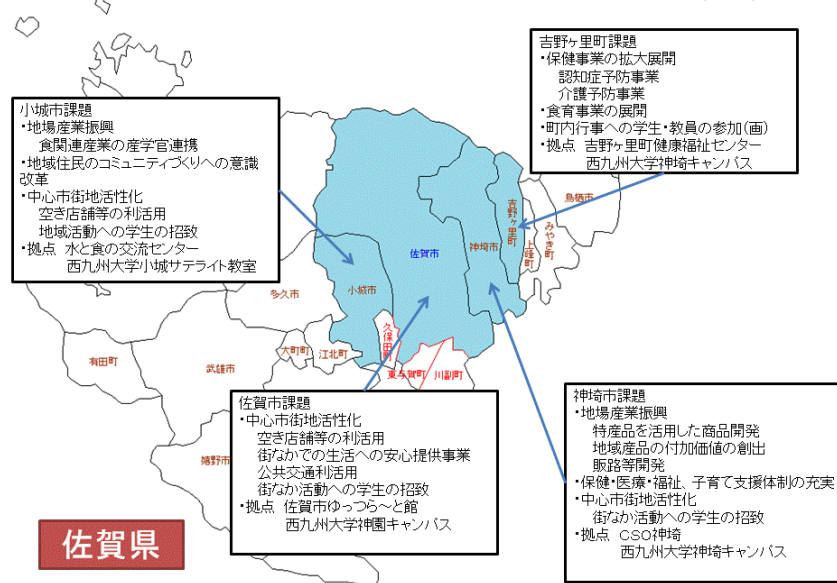 吉野ヶ里町課題
・保健事業の拡大展開
認知症予防事業
介護予防事業
・食育事業の展開
・町内行事への学生・教員の参加(画)
・拠点 吉野ヶ里町健康福祉センター
西九州大学神埼キャンパス
小城市課題
・地場産業振興
食関連産業の産学官連携
・地域住民のコミュニティづくりへの意識
改革
・中心市街地活性化
空き店舗等の利活用
地域活動への学生の招致
・拠点 水と食の交流センター
西九州大学小城サテライト教室
鳥栖市
吉野ヶ里町
みやき町
上峰町
神埼市
佐賀市
小城市
多久市
久保田町
大町町
江北町
有田町
武雄市
東与賀町
川副町
嬉野市
佐賀市課題
・中心市街地活性化
空き店舗等の利活用
街なかでの生活への安心提供事業
公共交通利活用
街なか活動への学生の招致
・拠点 佐賀市ゆっつら~と館
西九州大学神園キャンパス
神埼市課題
・地場産業振興
特産品を活用した商品開発
地域産品の付加価値の創出
販路等開発
・保健・医療・福祉、子育て支援体制の充実
・中心市街地活性化
街なか活動への学生の招致
・拠点 CSO神埼
西九州大学神埼キャンパス
佐賀県